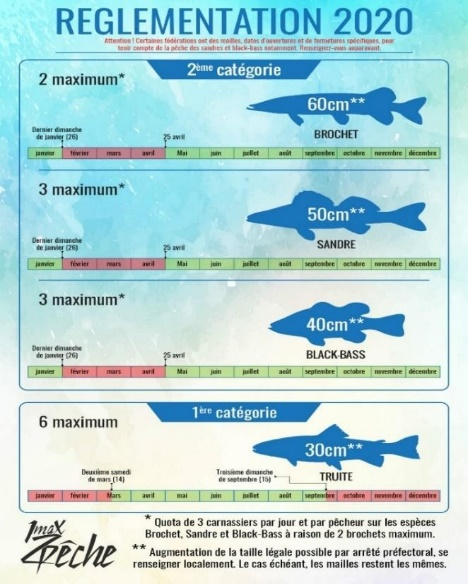 REGLEMENTATION 2020
Attention ! Certaines fédérations ont des mailles, dates d'ouvertures et de fermetures spécifiques, pour
tenir compte de la pêche des sandres et black-bass notamment. Renseignez-vous auparavant.
2ème catégorie
2 maximum*
60cm**
BROCHET
Dernier dimanche
de janvier (26)
25 avril
janvier février mars avril Mai juin juillet août septembre octobre novembre décembre
3 maximum*
50cm**
SANDRE
Dernier dimanche
de janvier (26)
25 avril
janvier février mars avril Mai juin juillet août septembre octobre novembre décembre
3 maximum*
40cm**
BLACK-BASS
Dernier dimanche
de janvier (26)
25 avril
janvier février mars avril Mai juin juillet août septembre octobre novembre décembre
1ère catégorie
6 maximum
30cm**
TRUITE
Deuxième samedi
de mars (14)
Troisième dimanche
de septembre (15)
janvier février Mars avril Mai juin juillet août septembre octobre novembre décembre
1max
2Pêche
* Quota de 3 carnassiers par jour et par pêcheur sur les espèces
Brochet, Sandre et Black-Bass à raison de 2 brochets maximum.
** Augmentation de la taille légale possible par arrêté préfectoral, se
renseigner localement. Le cas échéant, les mailles restent les mêmes.